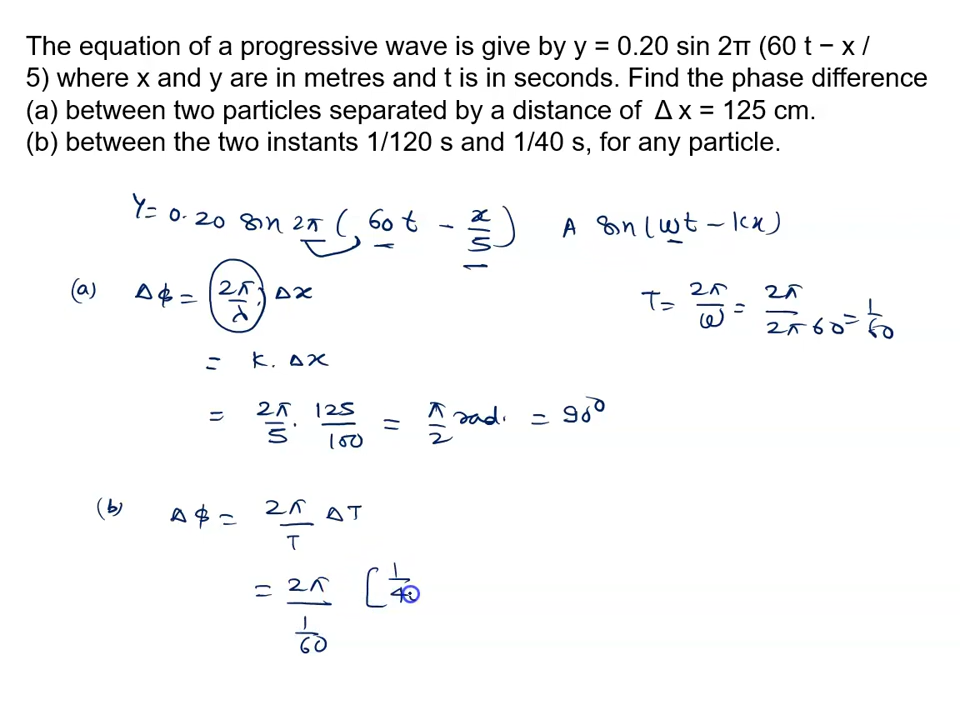 The equation of a progressive wave is give by y = 0.20 sin 2π (60 t − x /
5) where x and y are in metres and t is in seconds. Find the phase difference
(a) between two particles separated by a distance of Δ x = 125 cm.
(b) between the two instants 1/120 s and 1/40 s, for any particle.
Y = 0.20 sin 2π ( 60 t − x/5 ) A sin (ωt − kx)
(a) Δϕ = 2π/λ . Δx T = 2π/ω = 2π/2π60 = 1/60
= K. Δx
= 2π/5 . 125/100 = π/2 rad. = 90°
(b) Δϕ = 2π/T ΔT
= 2π/(1/60) [ 1/40